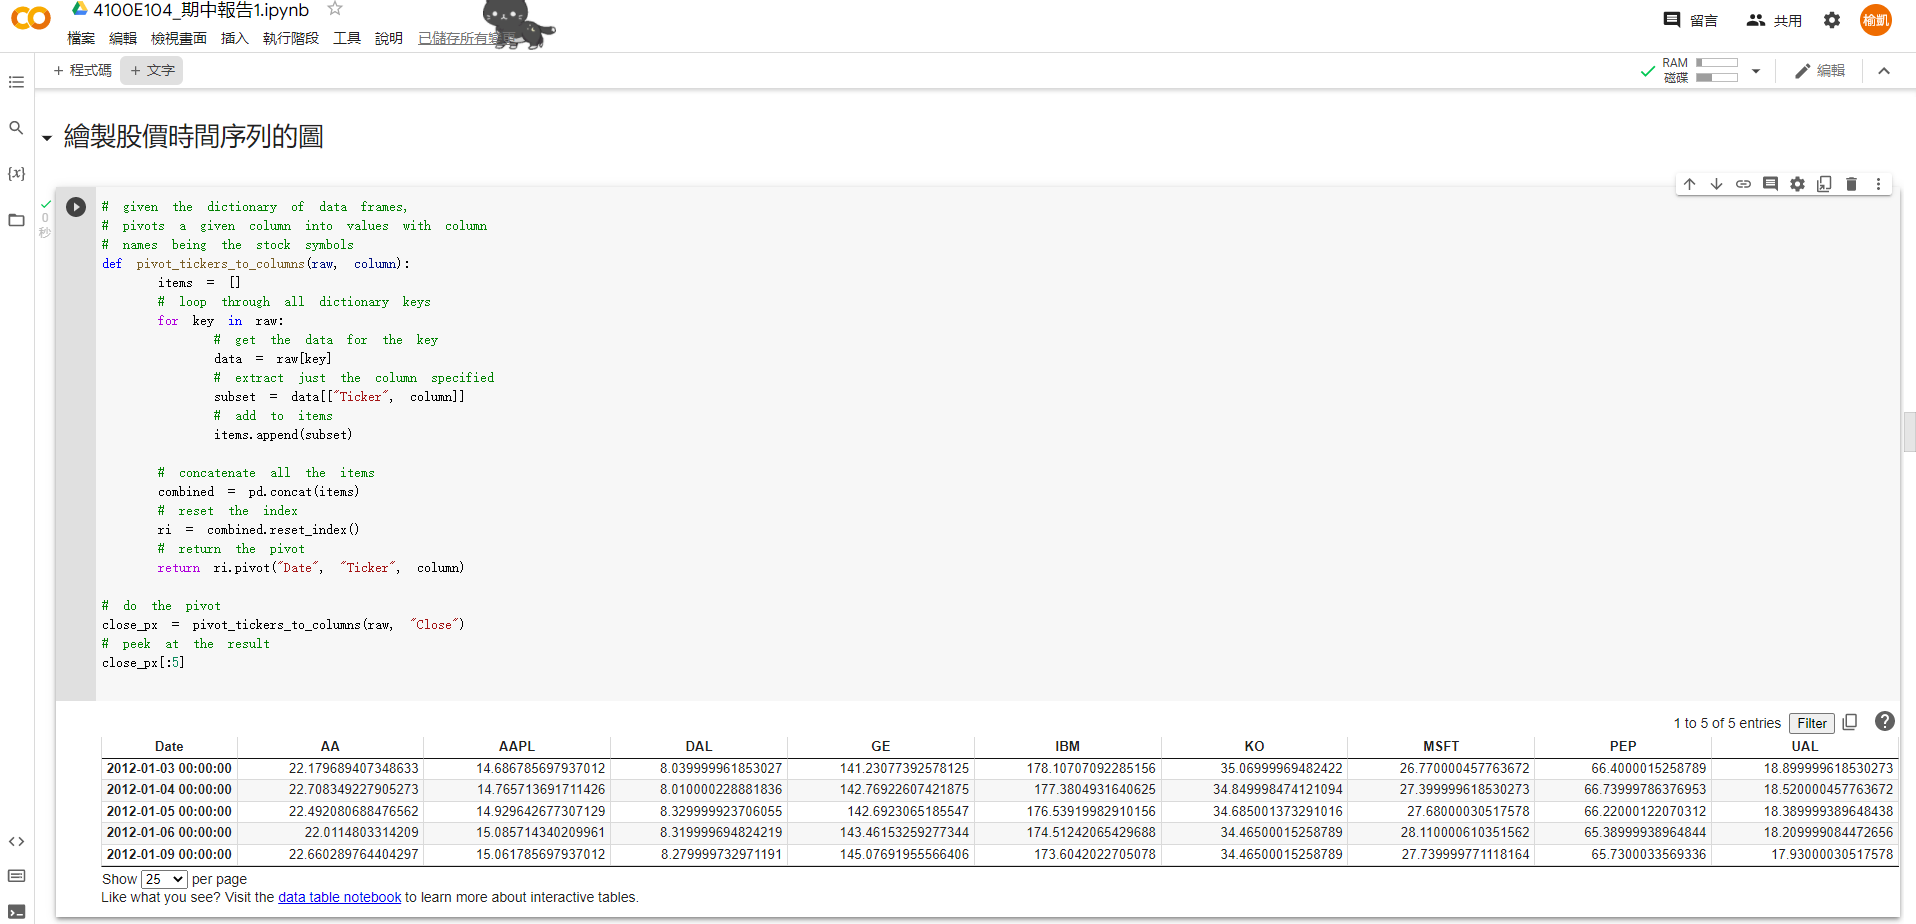 4100E104_期中報告1.ipynb
檔案 編輯 檢視畫面 插入 執行階段 工具 說明 已儲存所有變更
留言 共用 榆凱
+ 程式碼 + 文字
RAM
磁碟
編輯
繪製股價時間序列的圖
0
秒
# given the dictionary of data frames,
# pivots a given column into values with column
# names being the stock symbols
def pivot_tickers_to_columns(raw, column):
items = []
# loop through all dictionary keys
for key in raw:
# get the data for the key
data = raw[key]
# extract just the column specified
subset = data[["Ticker", column]]
# add to items
items.append(subset)
# concatenate all the items
combined = pd.concat(items)
# reset the index
ri = combined.reset_index()
# return the pivot
return ri.pivot("Date", "Ticker", column)
# do the pivot
close_px = pivot_tickers_to_columns(raw, "Close")
# peek at the result
close_px[:5]
1 to 5 of 5 entries Filter
Date AA AAPL DAL GE IBM KO MSFT PEP UAL
2012-01-03 00:00:00 22.179689407348633 14.686785697937012 8.039999961853027 141.23077392578125 178.10707092285156 35.06999969482422 26.770000457763672 66.4000015258789 18.899999618530273
2012-01-04 00:00:00 22.708349227905273 14.765713691711426 8.010000228881836 142.76922607421875 177.3804931640625 34.849998474121094 27.399999618530273 66.73999786376953 18.520000457763672
2012-01-05 00:00:00 22.492080688476562 14.929642677307129 8.329999923706055 142.6923065185547 176.53919982910156 34.685001373291016 27.68000030517578 66.22000122070312 18.389999389648438
2012-01-06 00:00:00 22.0114803314209 15.085714340209961 8.319999694824219 143.46153259277344 174.51242065429688 34.46500015258789 28.110000610351562 65.38999938964844 18.209999084472656
2012-01-09 00:00:00 22.660289764404297 15.061785697937012 8.279999732971191 145.07691955566406 173.6042022705078 34.46500015258789 27.739999771118164 65.7300033569336 17.93000030517578
Show 25 per page
Like what you see? Visit the data table notebook to learn more about interactive tables.